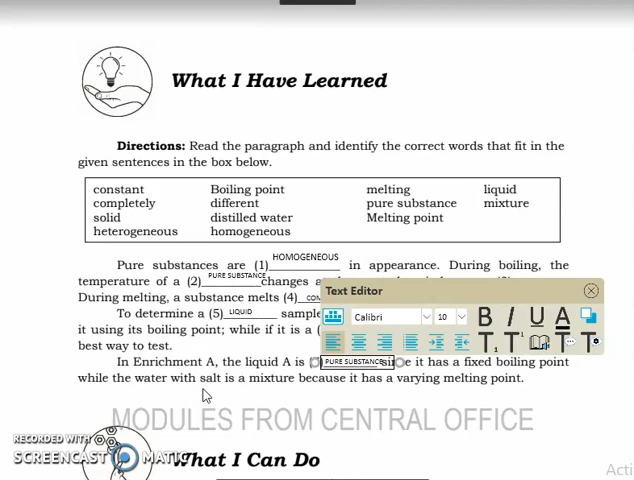 What I Have Learned
Directions: Read the paragraph and identify the correct words that fit in the
given sentences in the box below.
constant Boiling point melting liquid
completely different pure substance mixture
solid distilled water Melting point
heterogeneous homogeneous
HOMOGENEOUS
Pure substances are (1)____________ in appearance. During boiling, the
PURE SUBSTANCE
temperature of a (2)____________changes
Text Editor
During melting, a substance melts (4)
Calibri 10 B I U A
LIQUID
To determine a (5)__________ sample
it using its boiling point; while if it is a
best way to test.
In Enrichment A, the liquid A is PURE SUBSTANCE it has a fixed boiling point
while the water with salt is a mixture because it has a varying melting point.
MODULES FROM CENTRAL OFFICE
RECORDED WITH
SCREENCAST MATIC
What I Can Do
Acti